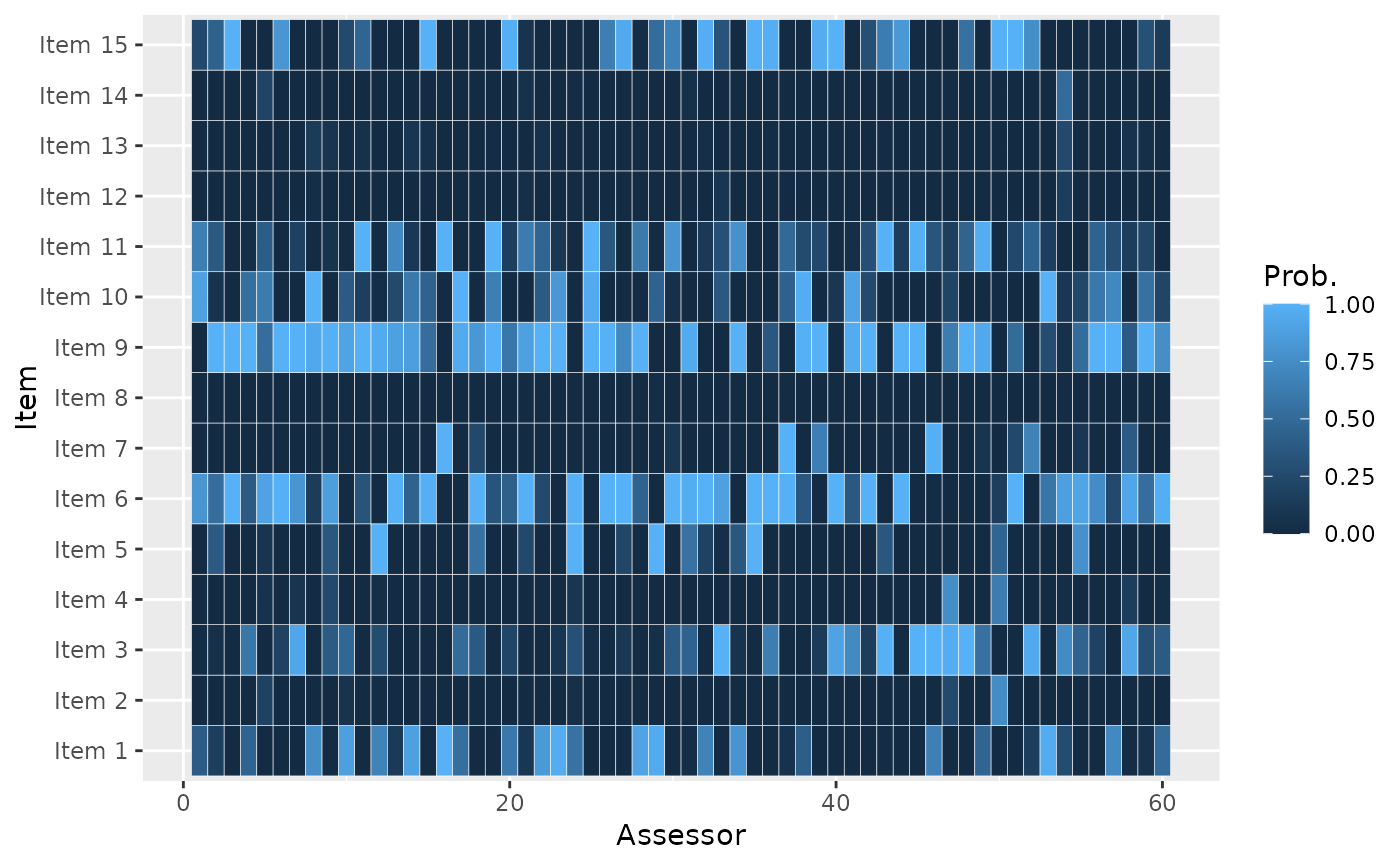 Item 15
Item 14
Item 13
Item 12
Item 11
Item 10
Item 9
Item 8
Item 7
Item 6
Item 5
Item 4
Item 3
Item 2
Item 1
Item
0
20
40
60
Assessor
Prob.
1.00
0.75
0.50
0.25
0.00